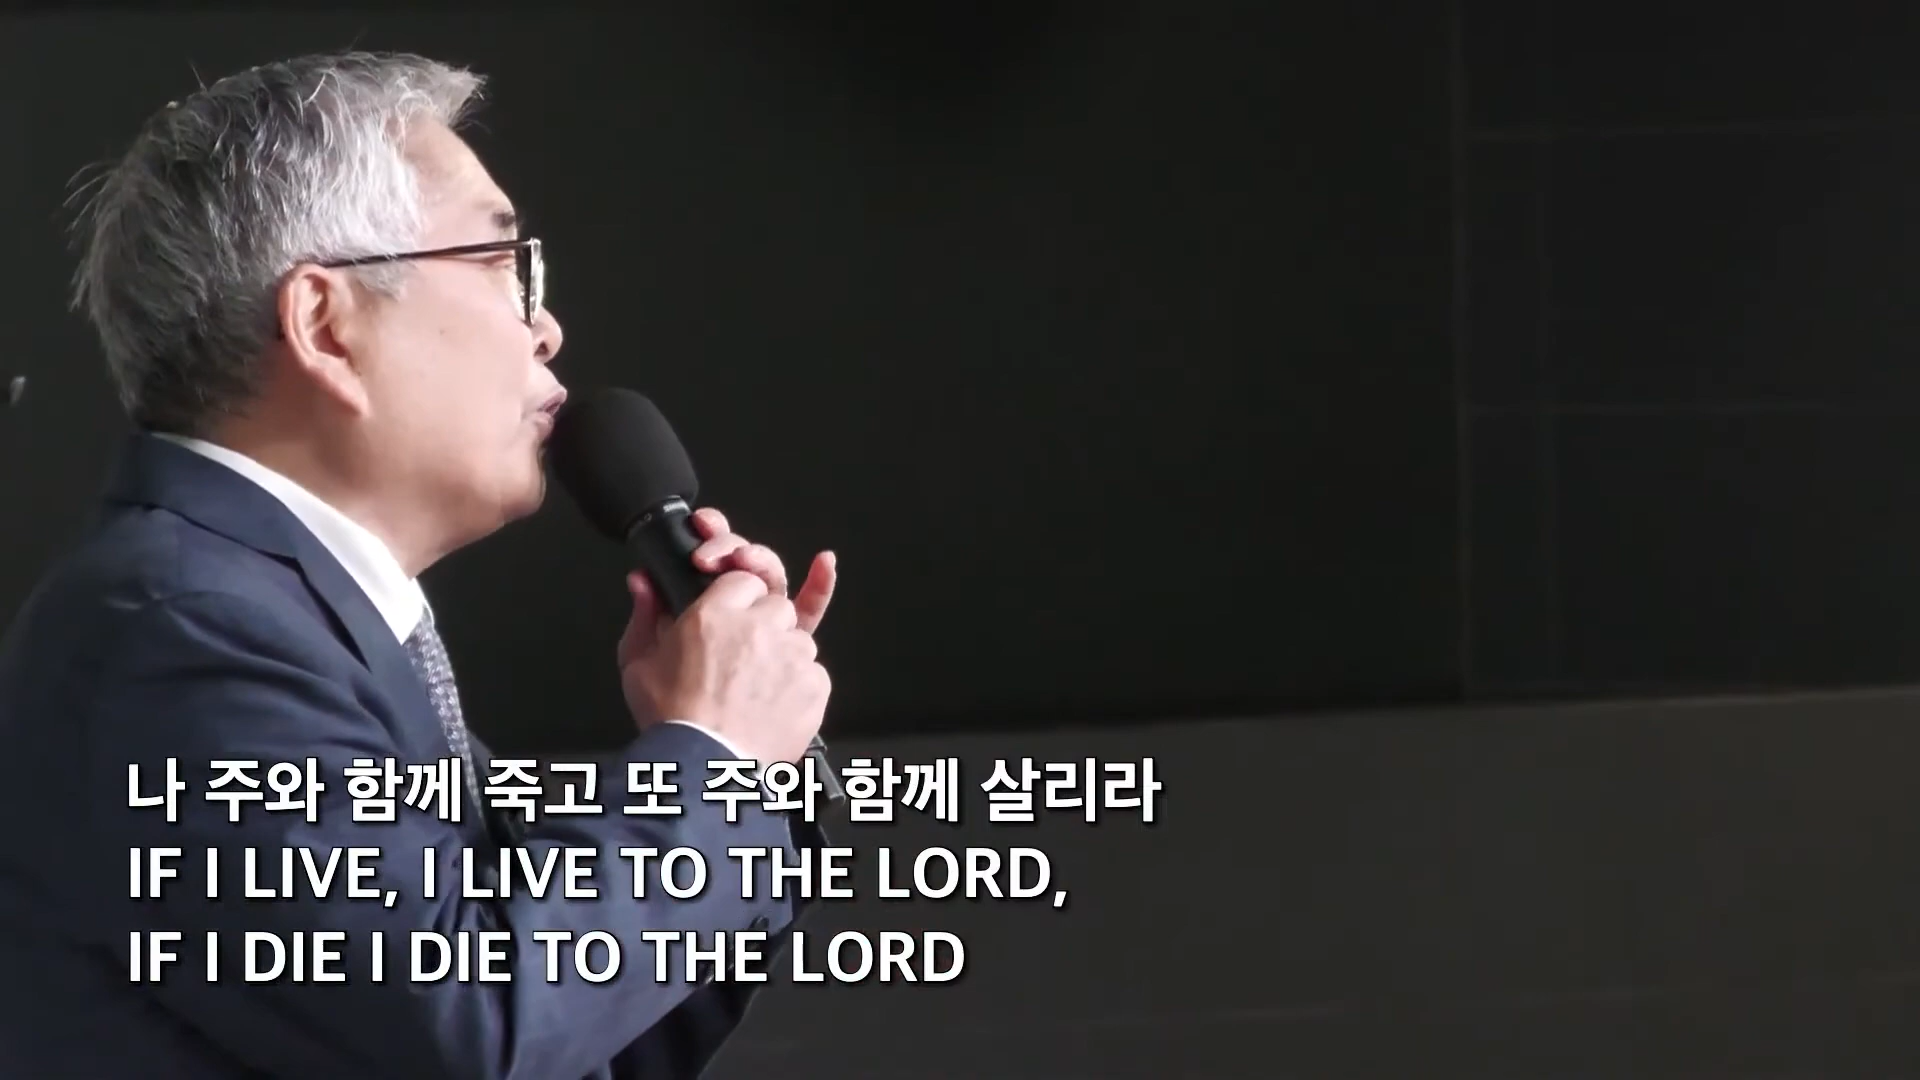 나 주와 함께 죽고 또 주와 함께 살리라
IF I LIVE, I LIVE TO THE LORD,
IF I DIE I DIE TO THE LORD